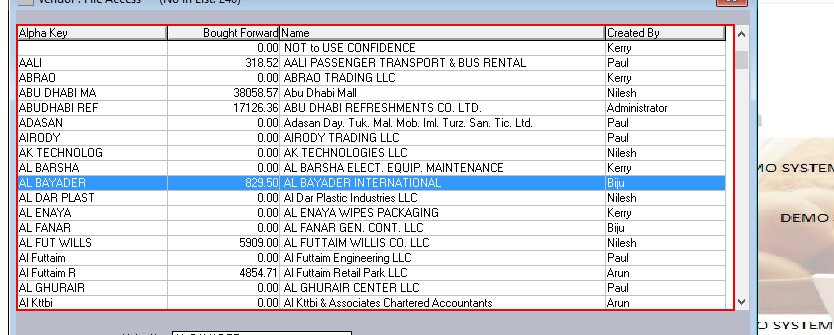 Vendor : File Access (No in List: 240)
Alpha Key Bought Forward Name Created By
0.00 NOT to USE CONFIDENCE Kerry
AALI 318.52 AALI PASSENGER TRANSPORT & BUS RENTAL Paul
ABRAO 0.00 ABRAO TRADING LLC Kerry
ABU DHABI MA 38058.57 Abu Dhabi Mall Nilesh
ABUDHABI REF 17126.36 ABU DHABI REFRESHMENTS CO. LTD. Administrator
ADASAN 0.00 Adasan Day. Tuk. Mal. Mob. Iml. Turz. San. Tic. Ltd. Paul
AIRODY 0.00 AIRODY TRADING LLC Paul
AK TECHNOLOG 0.00 AK TECHNOLOGIES LLC Nilesh
AL BARSHA 0.00 AL BARSHA ELECT. EQUIP. MAINTENANCE Kerry
AL BAYADER 829.50 AL BAYADER INTERNATIONAL Biju
AL DAR PLAST 0.00 Al Dar Plastic Industries LLC Nilesh
AL ENAYA 0.00 AL ENAYA WIPES PACKAGING Kerry
AL FANAR 0.00 AL FANAR GEN. CONT. LLC Biju
AL FUT WILLS 5909.00 AL FUTTAIM WILLIS CO. LLC Nilesh
Al Futtaim 0.00 Al Futtaim Engineering LLC Paul
Al Futtaim R 4854.71 Al Futtaim Retail Park LLC Arun
AL GHURAIR 0.00 AL GHURAIR CENTER LLC Paul
Al Kttbi 0.00 Al Kttbi & Associates Chartered Accountants Arun
MO SYSTEM
DEMO
O SYSTEM